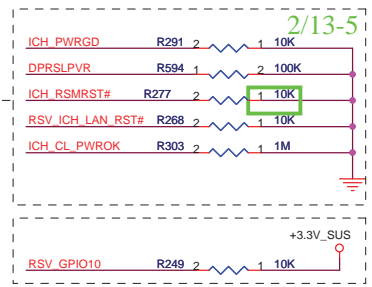 2/13-5
ICH_PWRGD R291 2 1 10K
DPRSLPVR R594 1 2 100K
ICH_RSMRST# R277 2 1 10K
RSV_ICH_LAN_RST# R268 2 1 10K
ICH_CL_PWROK R303 2 1 1M
+3.3V_SUS
RSV_GPIO10 R249 2 1 10K